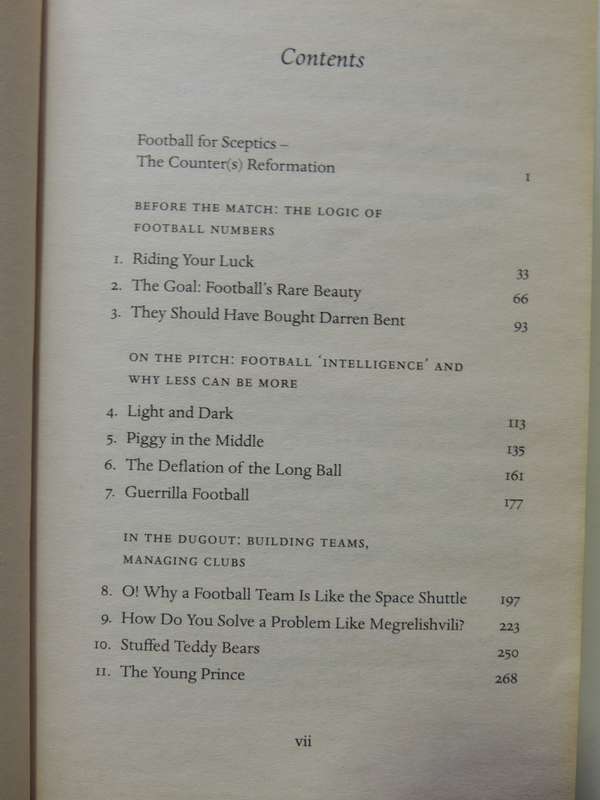 Contents
Football for Sceptics –
The Counter(s) Reformation 1
BEFORE THE MATCH: THE LOGIC OF
FOOTBALL NUMBERS
1. Riding Your Luck 33
2. The Goal: Football's Rare Beauty 66
3. They Should Have Bought Darren Bent 93
ON THE PITCH: FOOTBALL 'INTELLIGENCE' AND
WHY LESS CAN BE MORE
4. Light and Dark 113
5. Piggy in the Middle 135
6. The Deflation of the Long Ball 161
7. Guerrilla Football 177
IN THE DUGOUT: BUILDING TEAMS,
MANAGING CLUBS
8. O! Why a Football Team Is Like the Space Shuttle 197
9. How Do You Solve a Problem Like Megrelishvili? 223
10. Stuffed Teddy Bears 250
11. The Young Prince 268
vii